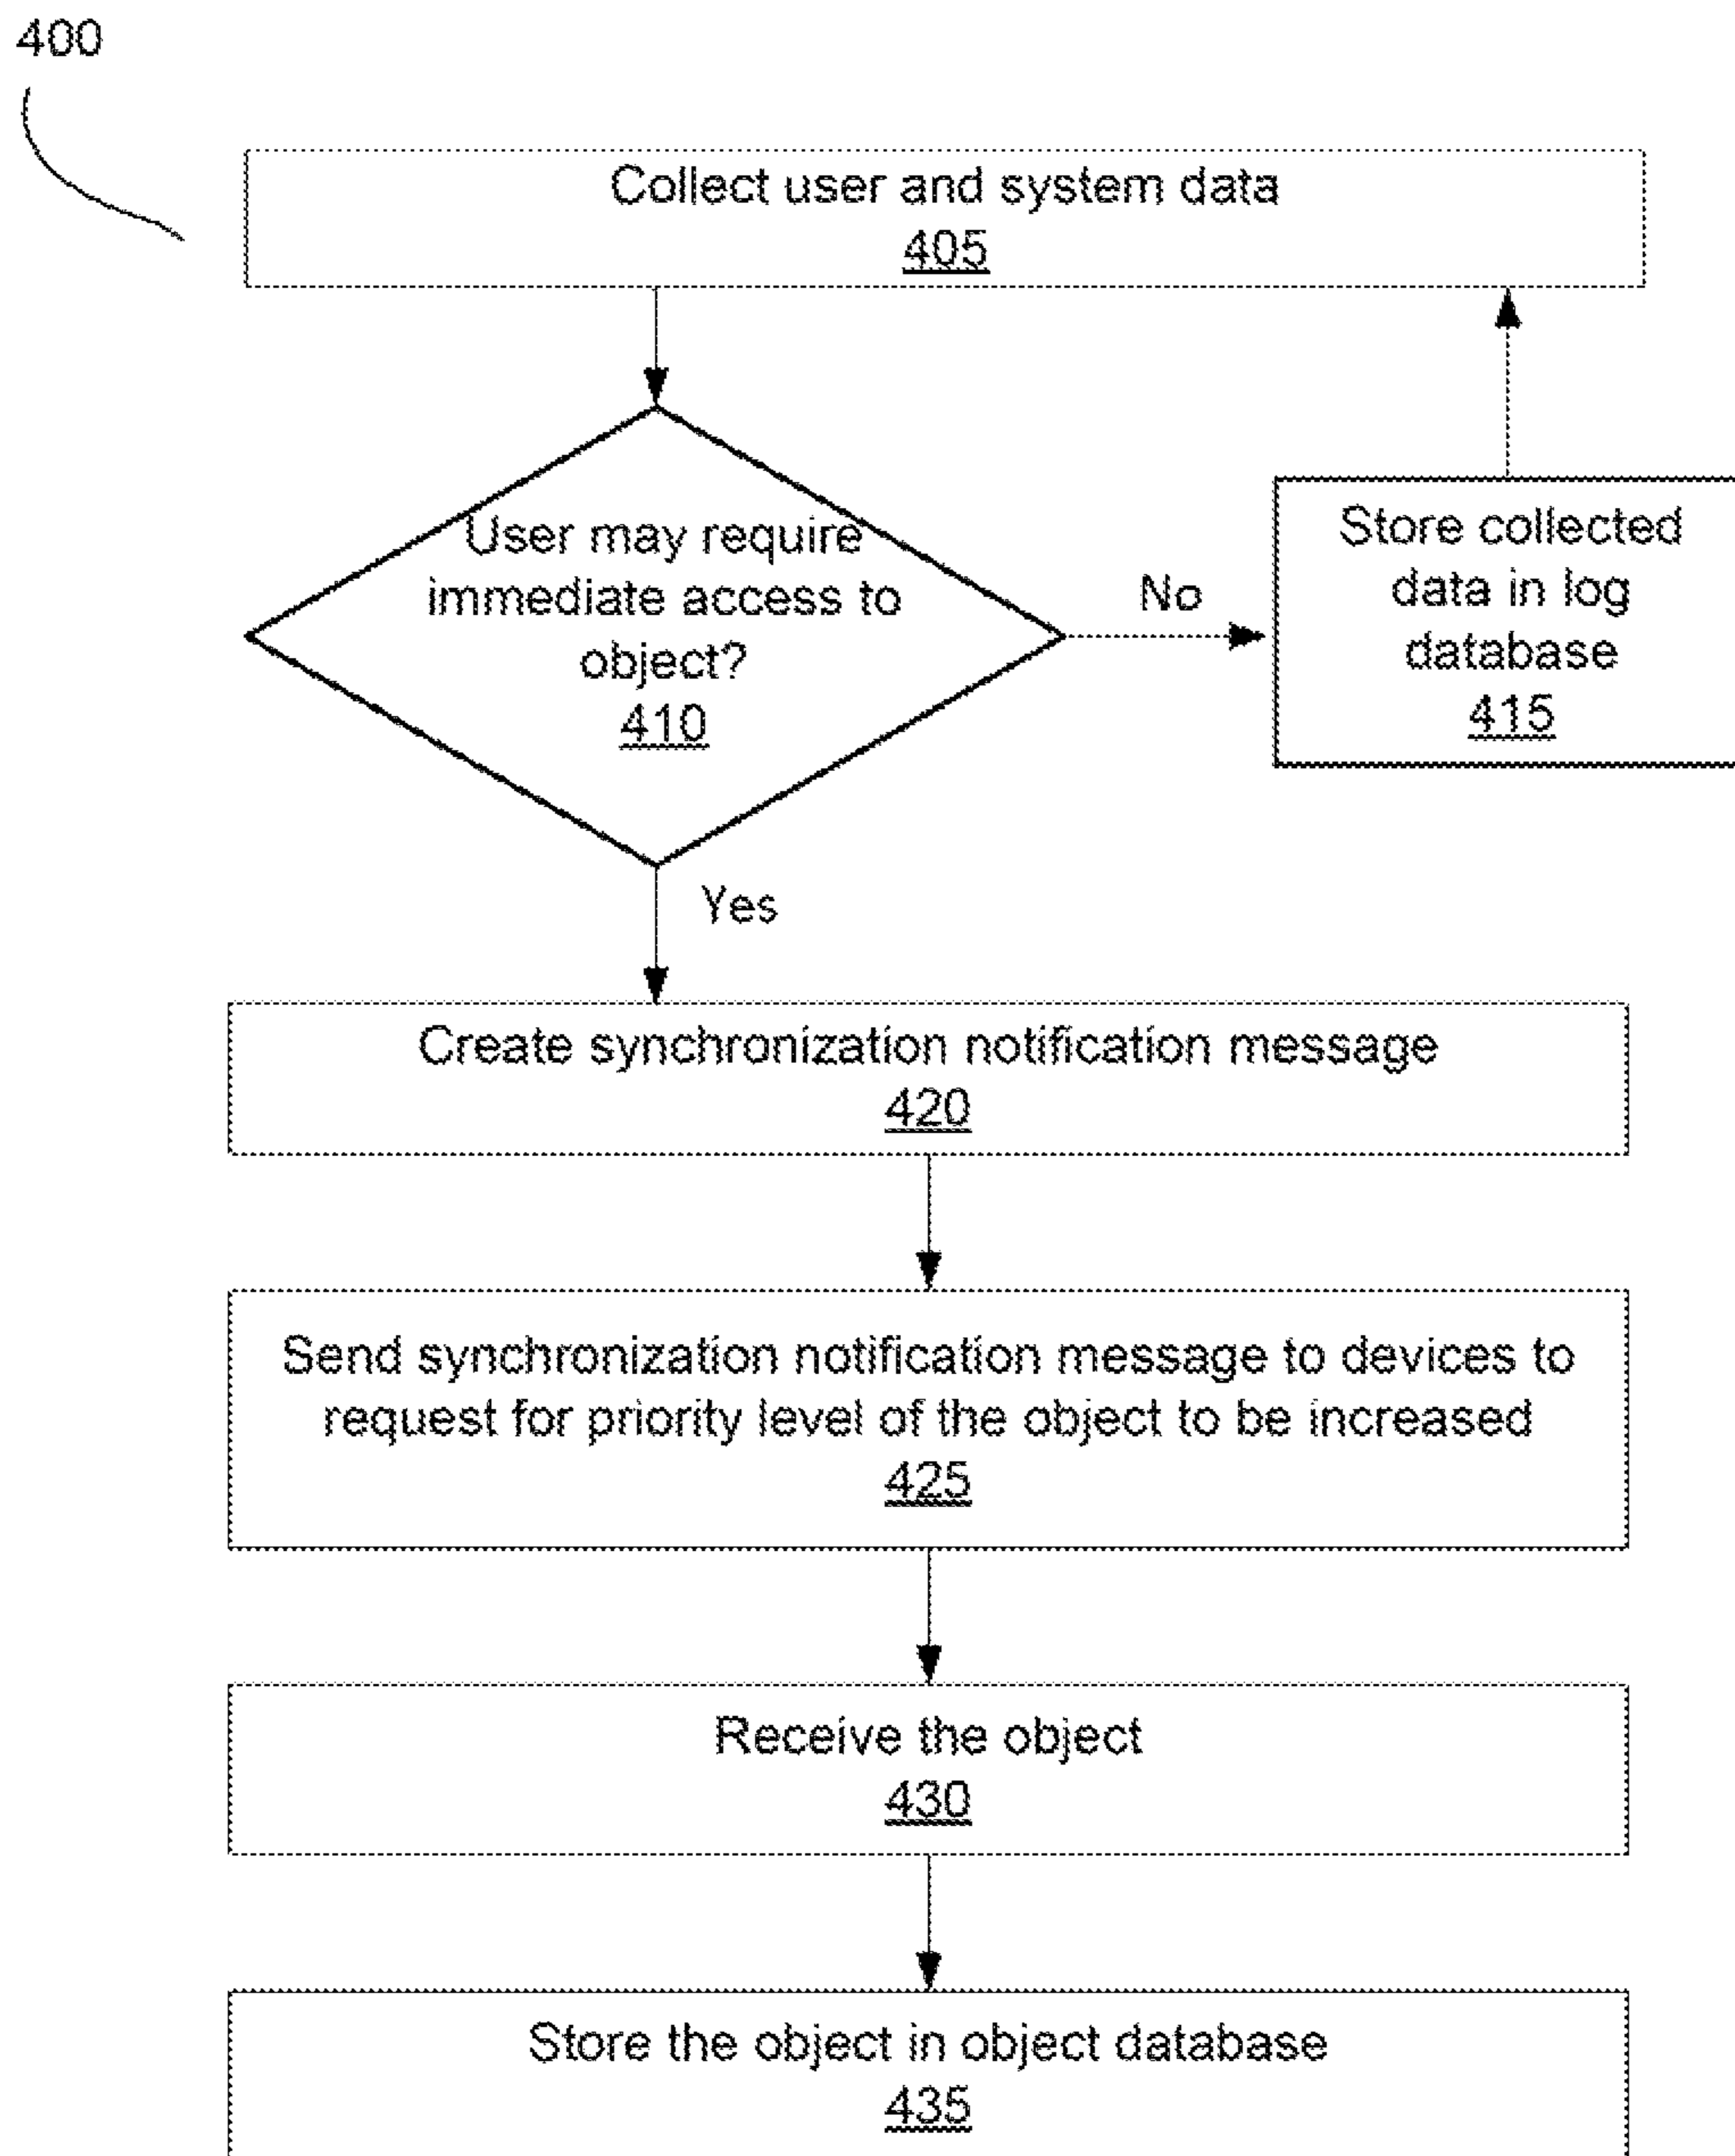 400
Collect user and system data
405
User may require
immediate access to
object?
410
No
Store collected
data in log
database
415
Yes
Create synchronization notification message
420
Send synchronization notification message to devices to
request for priority level of the object to be increased
425
Receive the object
430
Store the object in object database
435